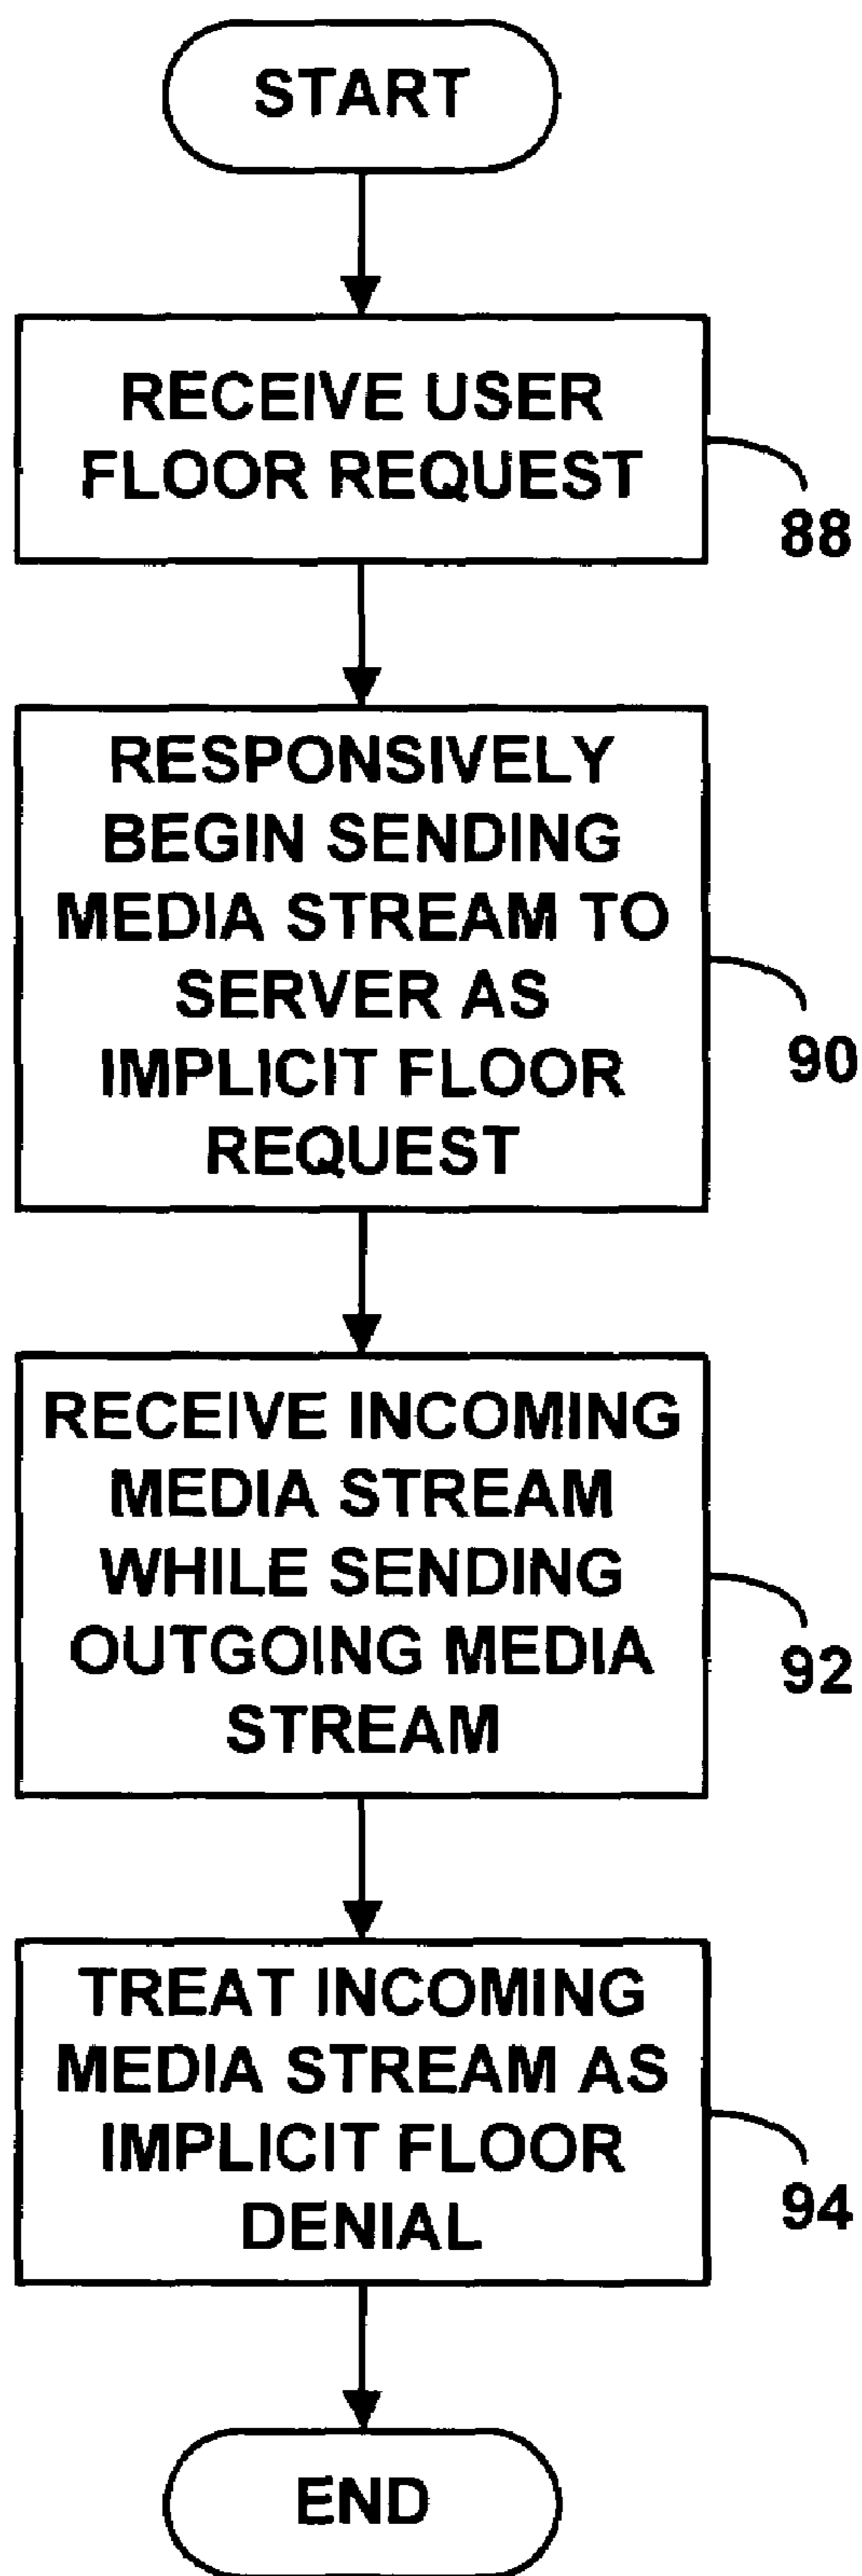 START
RECEIVE USER
FLOOR REQUEST
88
RESPONSIVELY
BEGIN SENDING
MEDIA STREAM TO
SERVER AS
IMPLICIT FLOOR
REQUEST
90
RECEIVE INCOMING
MEDIA STREAM
WHILE SENDING
OUTGOING MEDIA
STREAM
92
TREAT INCOMING
MEDIA STREAM AS
IMPLICIT FLOOR
DENIAL
94
END